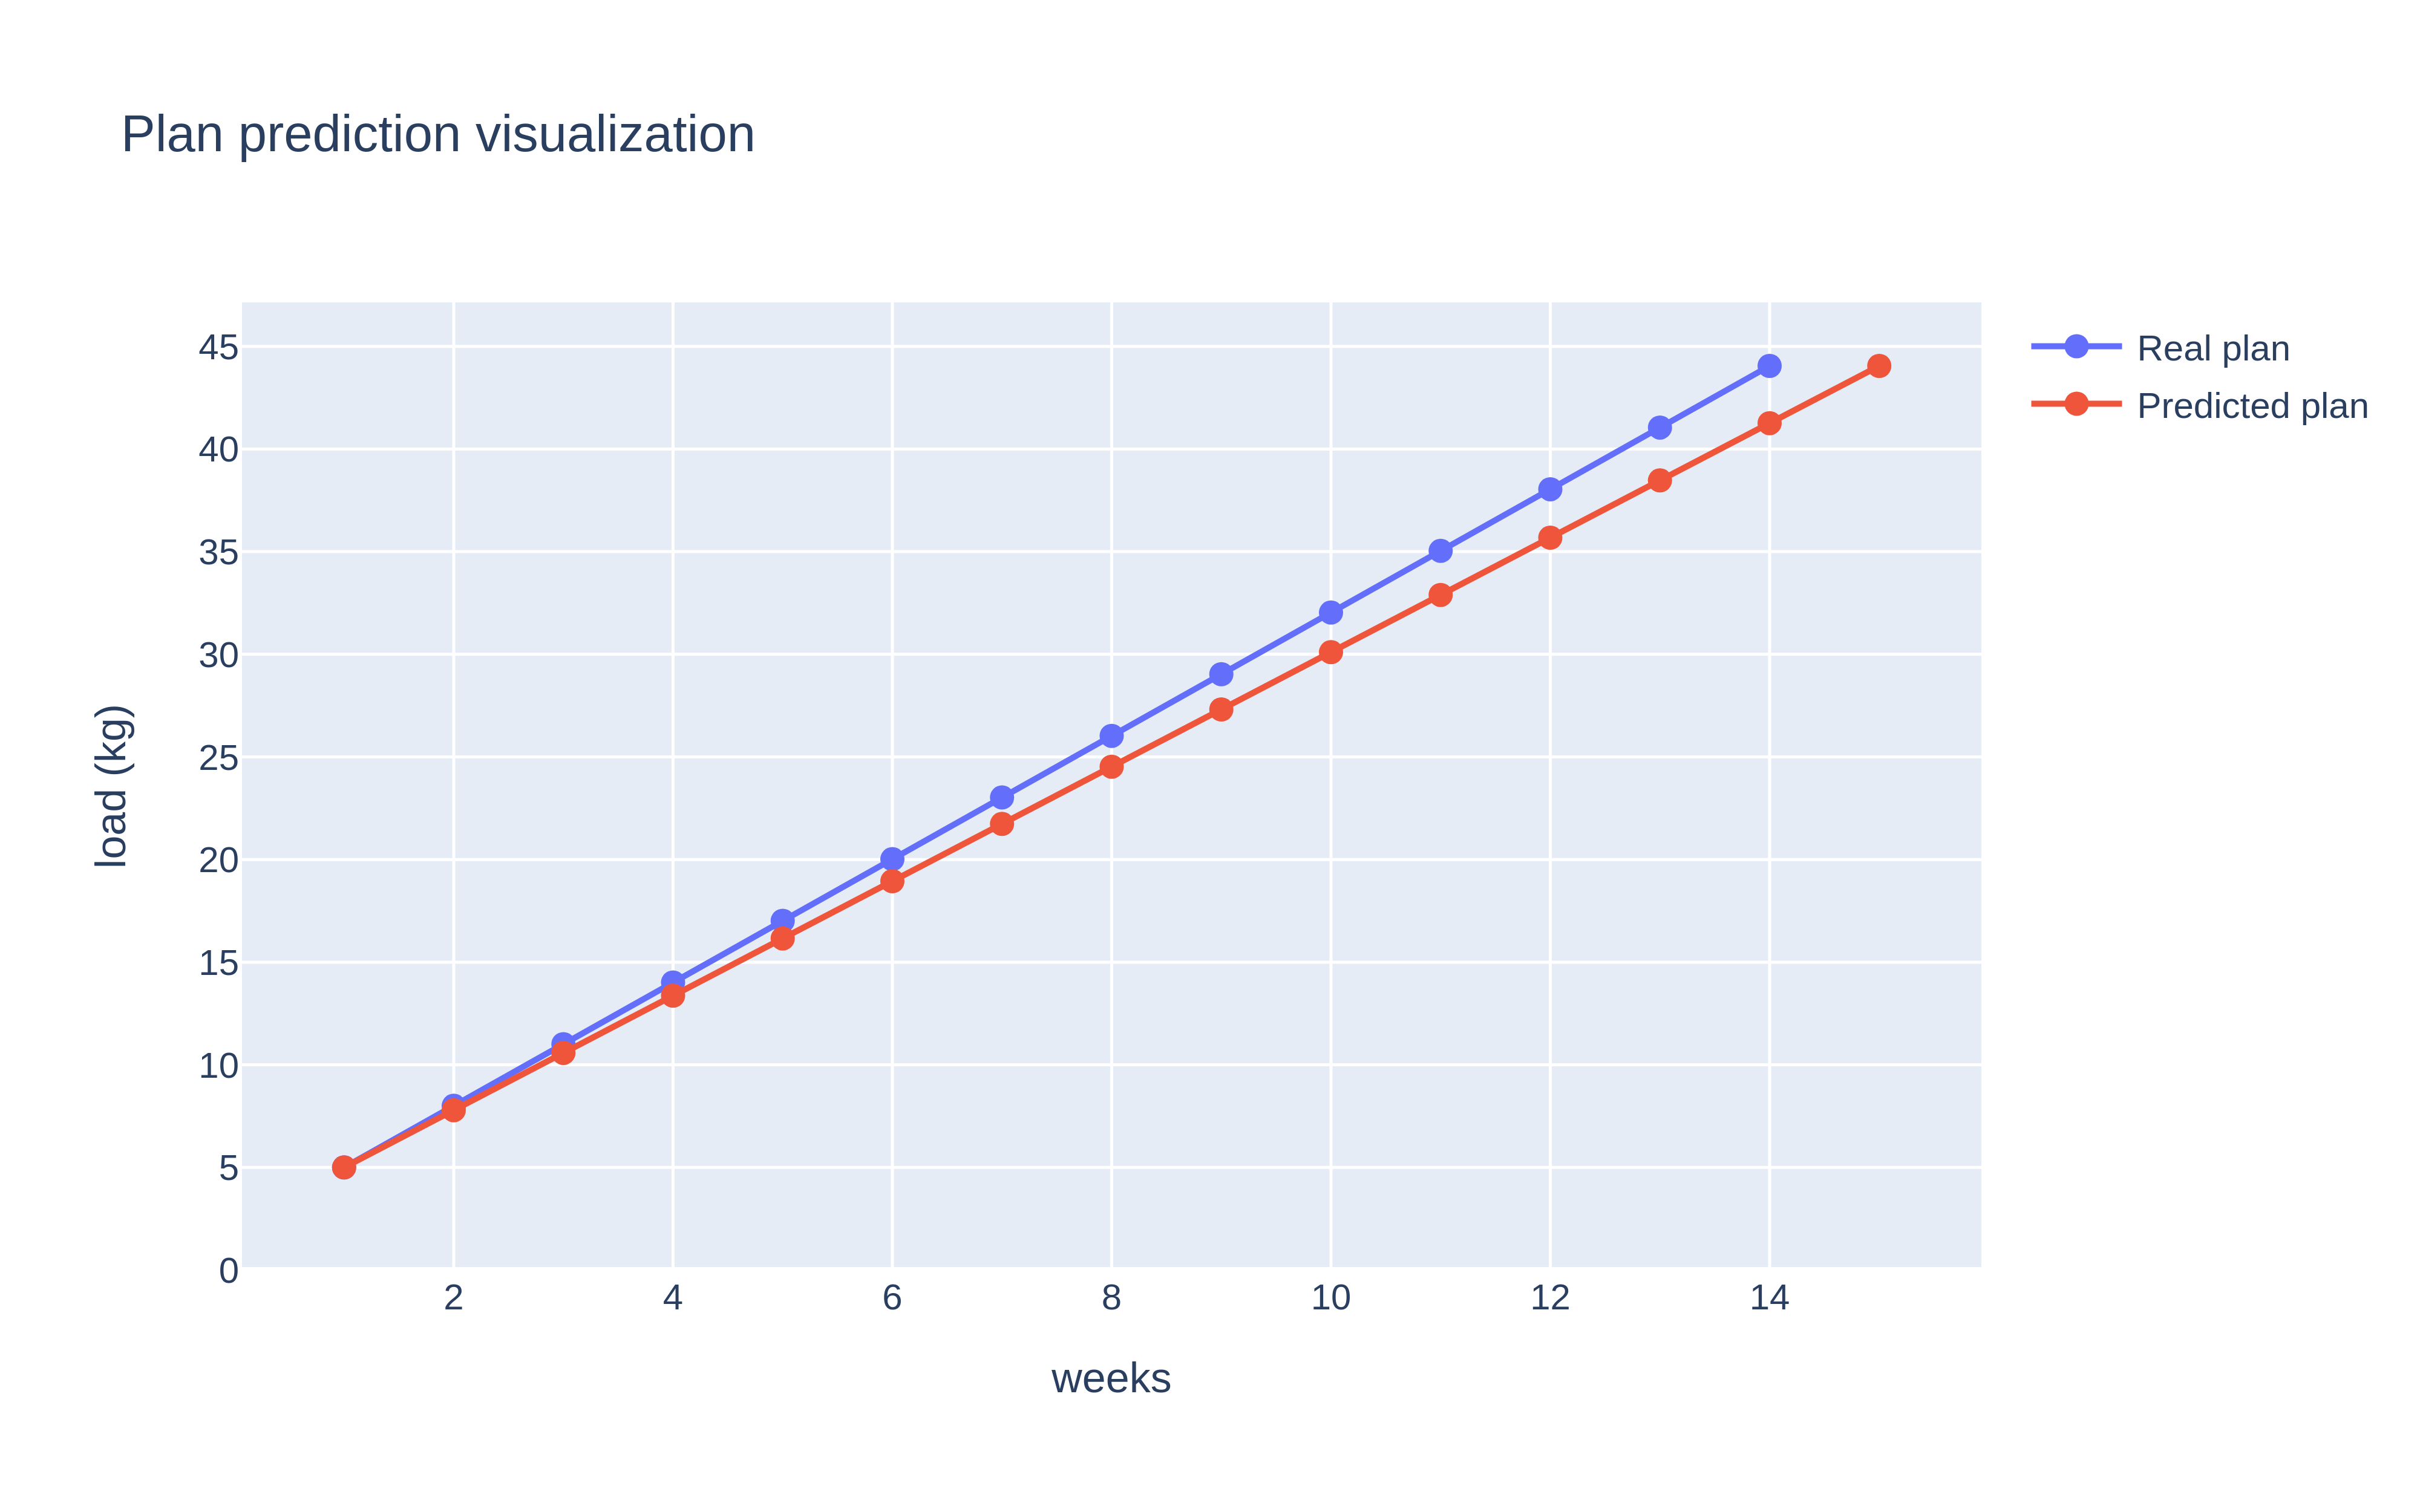 Plan prediction visualization
Real plan
Predicted plan
45
40
35
30
25
20
15
10
5
0
load (kg)
2 4 6 8 10 12 14
weeks